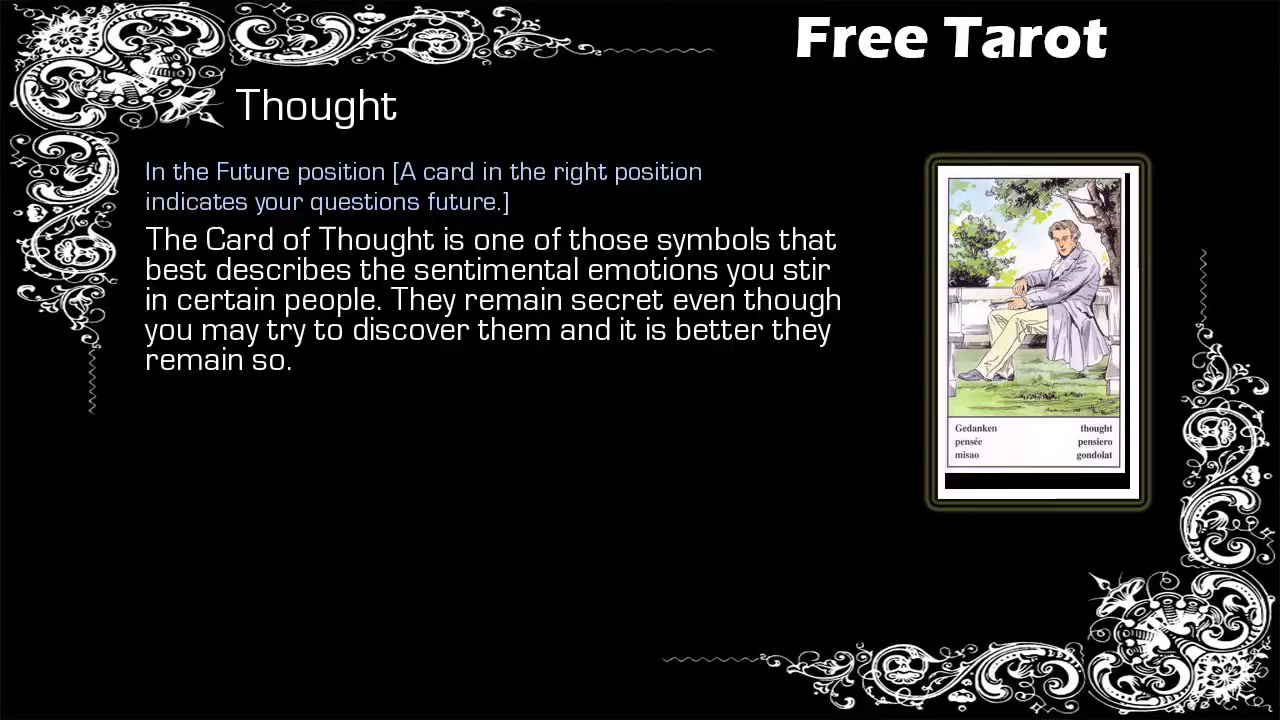 Free Tarot
Thought
In the Future position [A card in the right position
indicates your questions future.]
The Card of Thought is one of those symbols that
best describes the sentimental emotions you stir
in certain people. They remain secret even though
you may try to discover them and it is better they
remain so.
Gedanken thought
pensée pensiero
misao gondolat